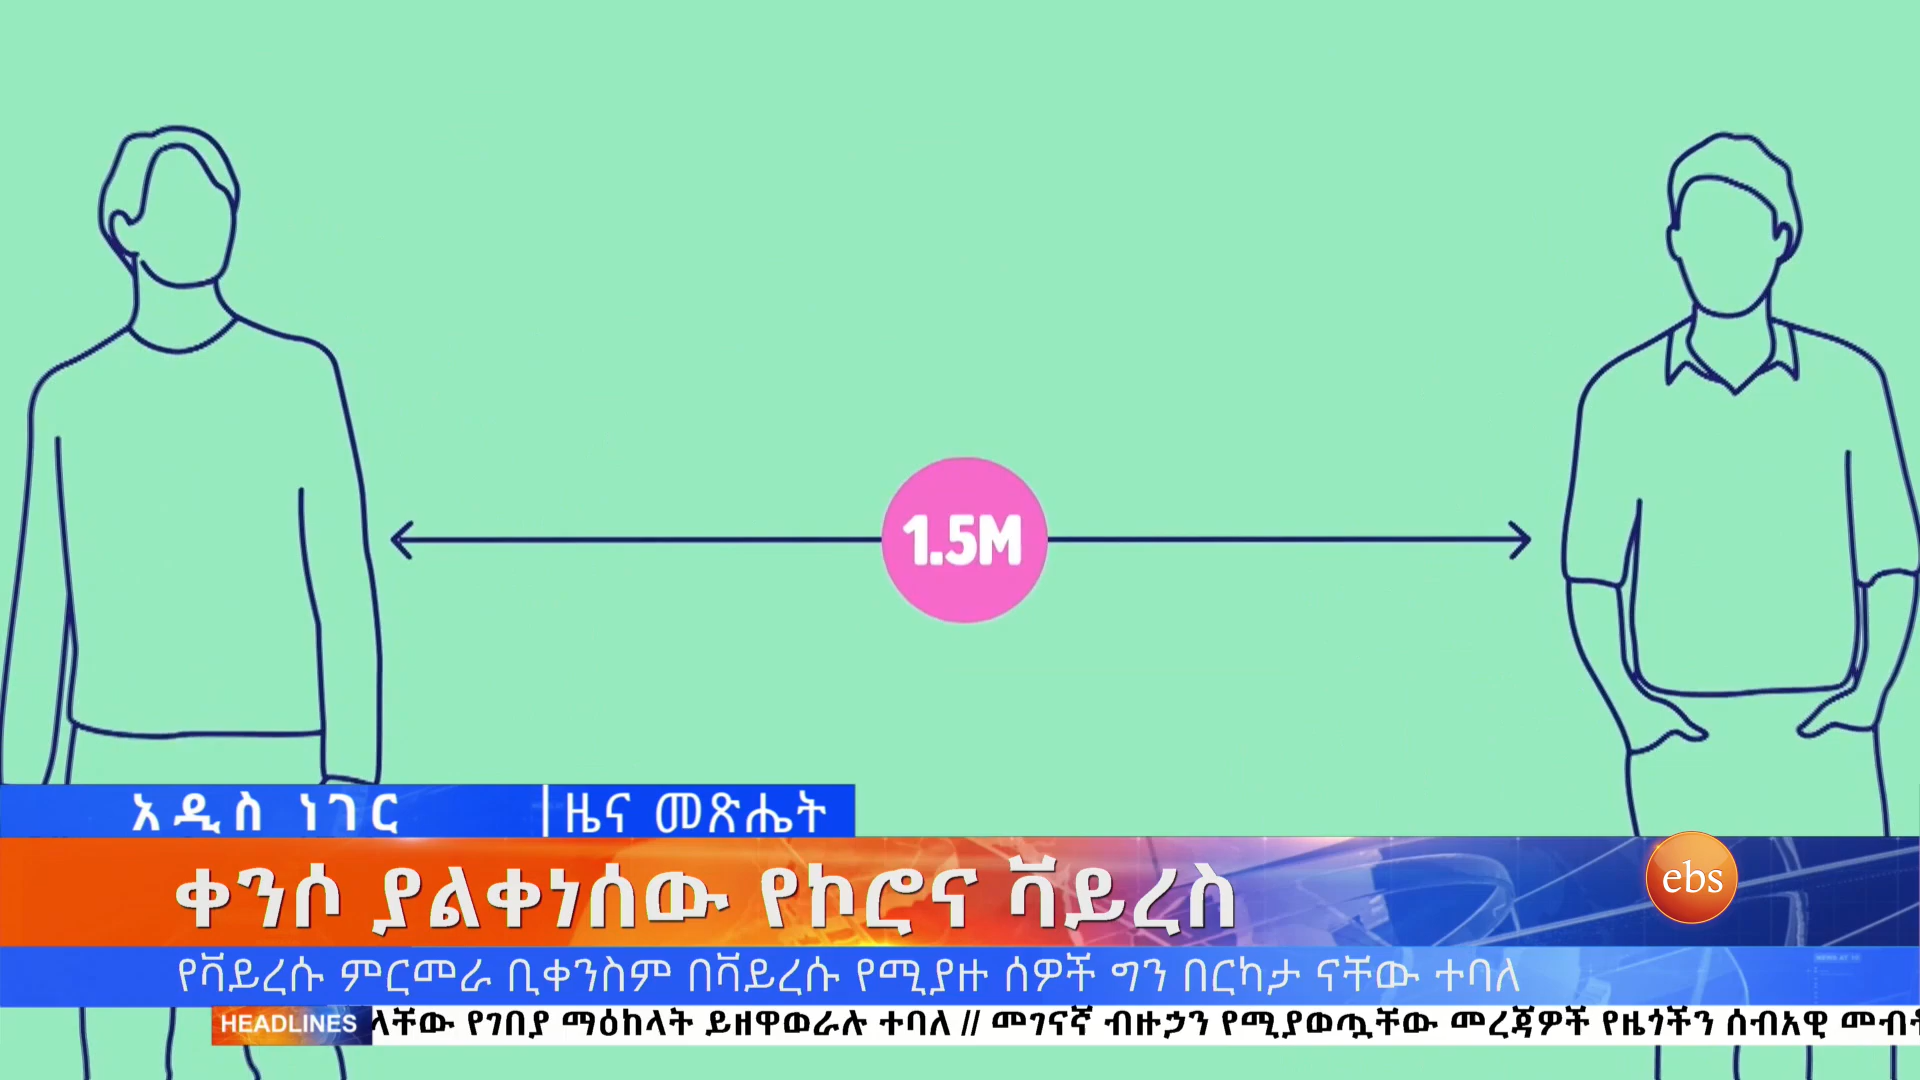 1.5M
አዲስ ነገር |ዜና መጽሔት
ቀንሶ ያልቀነሰው የኮሮና ቫይረስ
ebs
የቫይረሱ ምርመራ ቢቀንስም በቫይረሱ የሚያዙ ሰዎች ግን በርካታ ናቸው ተባለ
HEADLINES ላቸው የገበያ ማዕከላት ይዘዋወራሉ ተባለ // መገናኛ ብዙኃን የሚያወጧቸው መረጃዎች የዜጎችን ሰብአዊ